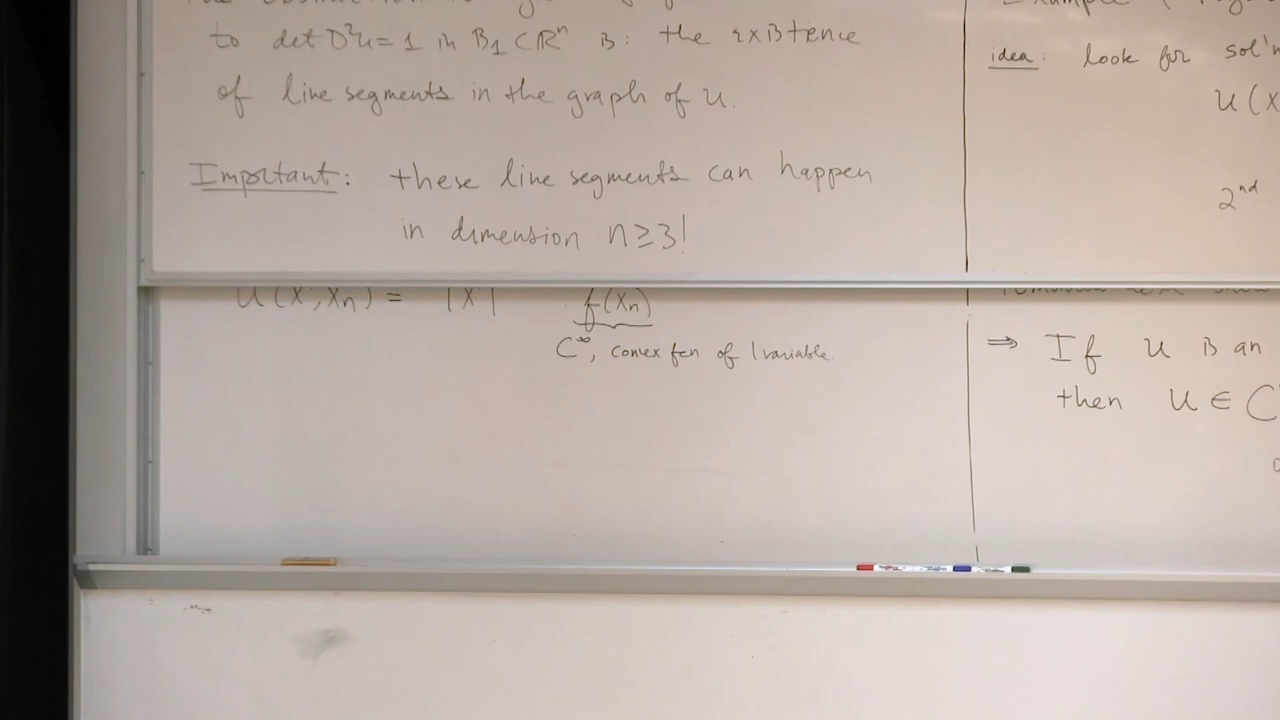 to det D²u = 1 in B₁ ⊂ ℝⁿ is: the existence
of line segments in the graph of u.
Important: these line segments can happen
in dimension n ≥ 3!
u(x', xₙ) = |x'| f(xₙ)
C^∞, convex fcn of 1 variable.
Example
idea: look for sol'n
u(x
2nd
⇒ If u is an
then u ∈ C